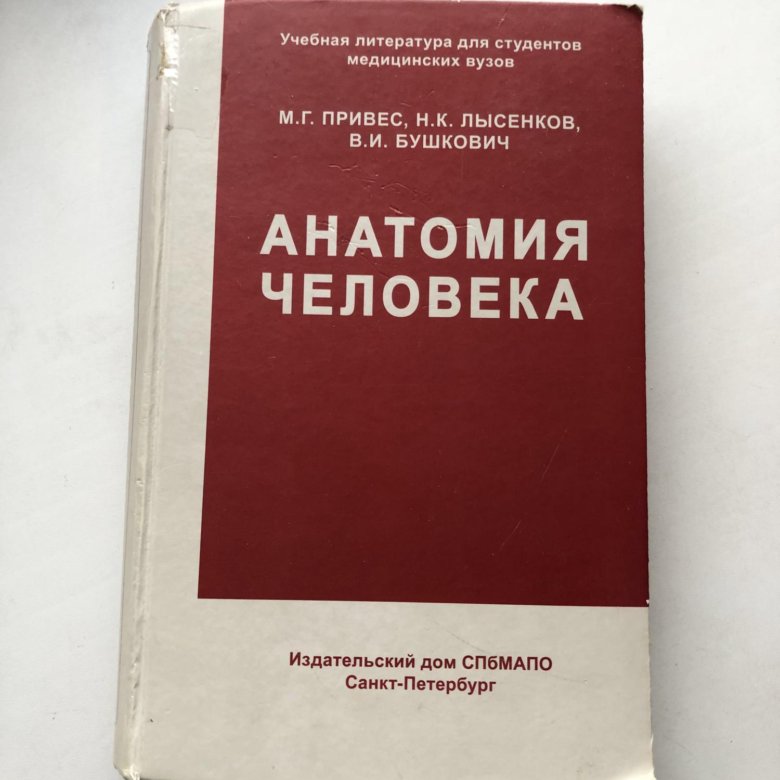 Учебная литература для студентов
медицинских вузов
М.Г. ПРИВЕС, Н.К. ЛЫСЕНКОВ,
В.И. БУШКОВИЧ
АНАТОМИЯ
ЧЕЛОВЕКА
Издательский дом СПбМАПО
Санкт-Петербург